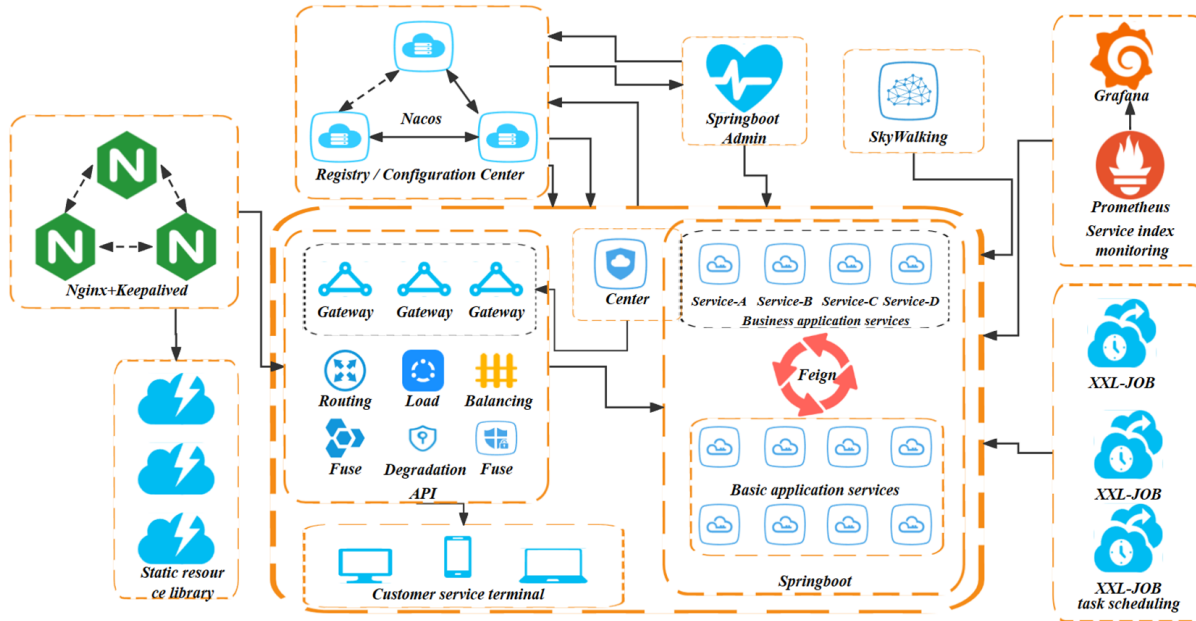 Nacos
Registry / Configuration Center
Springboot
Admin
SkyWalking
Grafana
Prometheus
Service index
monitoring
Nginx+Keepalived
Static resour
ce library
Gateway
Gateway
Gateway
Routing
Load
Balancing
Fuse
Degradation
Fuse
API
Center
Service-A
Service-B
Service-C
Service-D
Business application services
Feign
Basic application services
Springboot
Customer service terminal
XXL-JOB
XXL-JOB
XXL-JOB
task scheduling